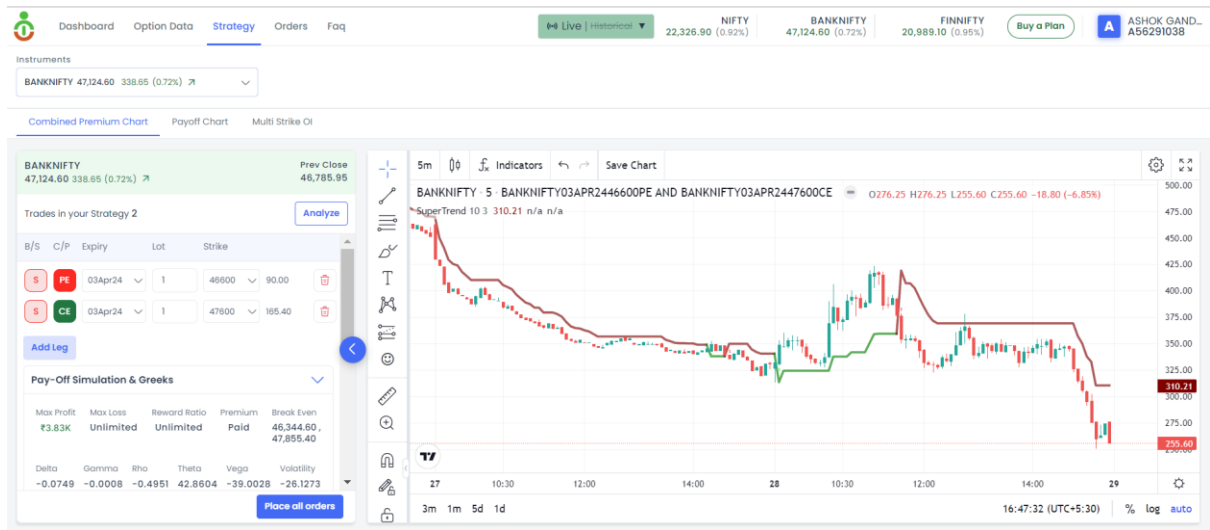 Dashboard Option Data Strategy Orders Faq
Live | Historical ▼
NIFTY
22,326.90 (0.92%)
BANKNIFTY
47,124.60 (0.72%)
FINNIFTY
20,989.10 (0.95%)
Buy a Plan
A
ASHOK GAND...
A56291038
Instruments
BANKNIFTY 47,124.60 338.65 (0.72%)
Combined Premium Chart Payoff Chart Multi Strike OI
BANKNIFTY
47,124.60 338.65 (0.72%)
Prev Close
46,785.95
Trades in your Strategy 2
Analyze
B/S C/P Expiry Lot Strike
S PE 03Apr24 1 46600 90.00
S CE 03Apr24 1 47600 165.40
Add Leg
Pay-Off Simulation & Greeks
Max Profit Max Loss Reward Ratio Premium Break Even
₹3.83K Unlimited Unlimited Paid 46,344.60 ,
47,855.40
Delta Gamma Rho Theta Vega Volatility
-0.0749 -0.0008 -0.4951 42.8604 -39.0028 -26.1273
Place all orders
5m Indicators Save Chart
BANKNIFTY · 5 · BANKNIFTY03APR2446600PE AND BANKNIFTY03APR2447600CE O276.25 H276.25 L255.60 C255.60 −18.80 (−6.85%)
SuperTrend 10 3 310.21 n/a n/a
500.00
475.00
450.00
425.00
400.00
375.00
350.00
325.00
310.21
300.00
275.00
255.60
27 10:30 12:00 14:00 28 10:30 12:00 14:00 29
3m 1m 5d 1d
16:47:32 (UTC+5:30) % log auto